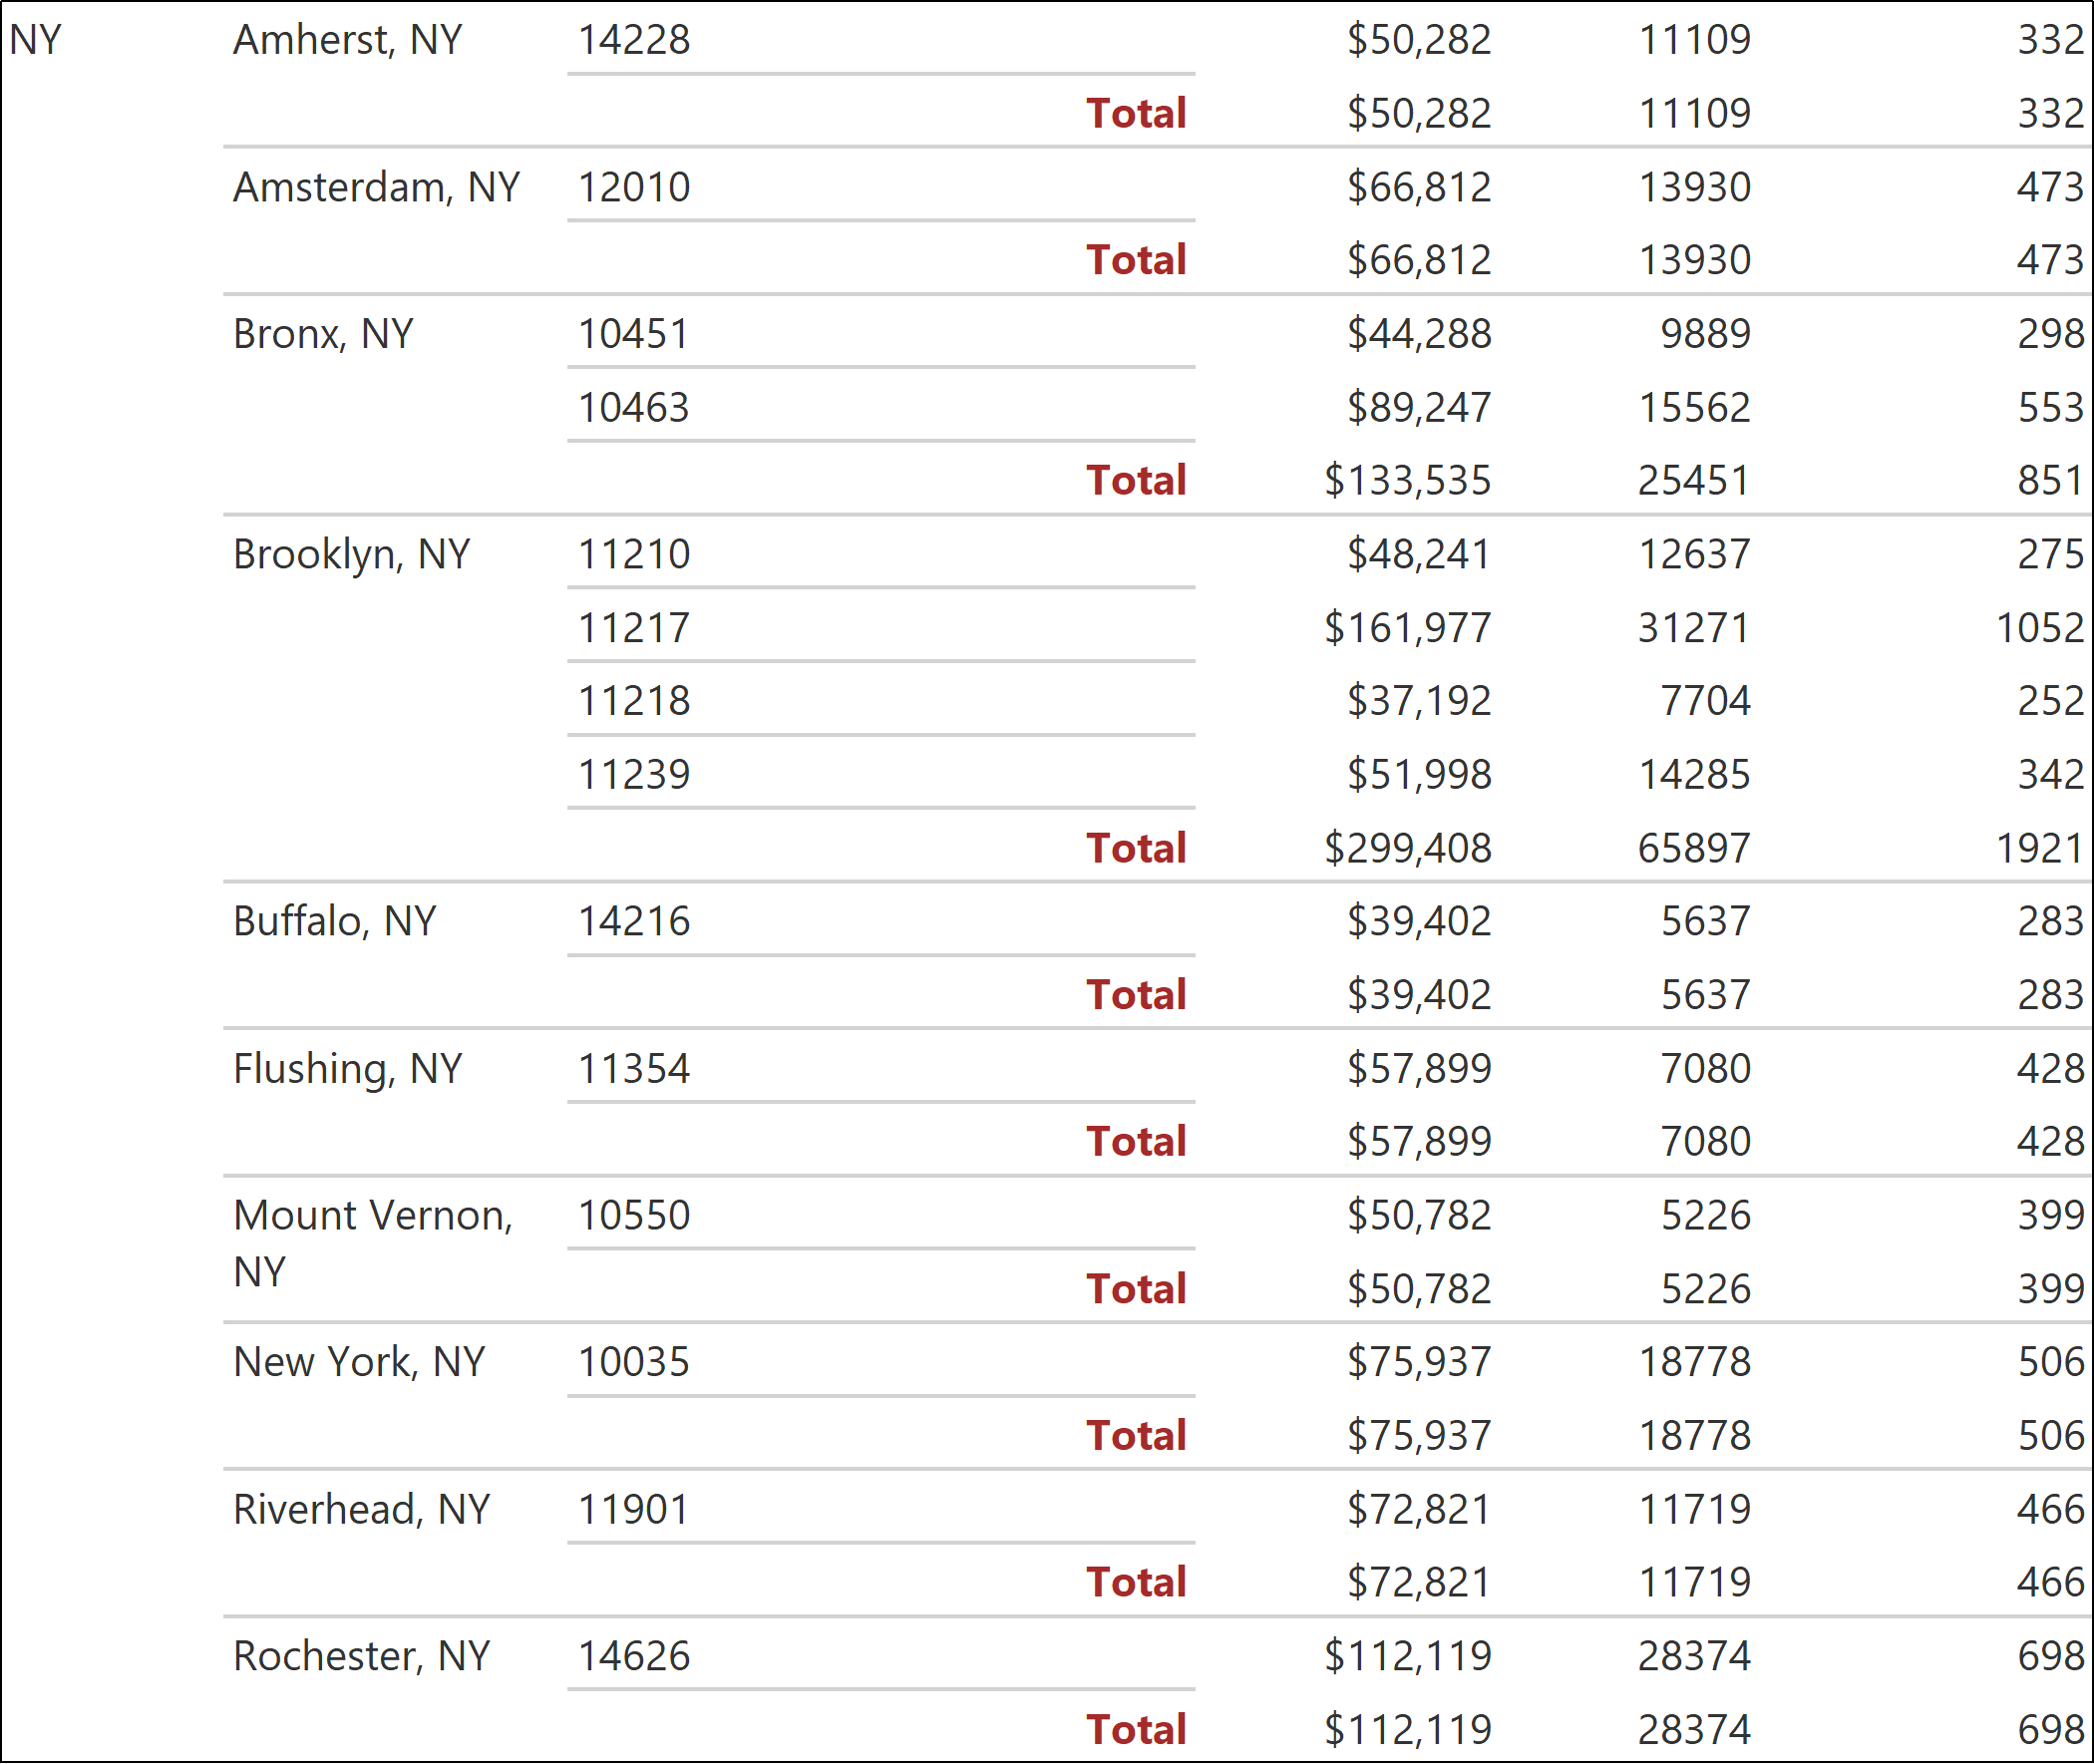 NY Amherst, NY 14228 $50,282 11109 332
Total $50,282 11109 332
Amsterdam, NY 12010 $66,812 13930 473
Total $66,812 13930 473
Bronx, NY 10451 $44,288 9889 298
10463 $89,247 15562 553
Total $133,535 25451 851
Brooklyn, NY 11210 $48,241 12637 275
11217 $161,977 31271 1052
11218 $37,192 7704 252
11239 $51,998 14285 342
Total $299,408 65897 1921
Buffalo, NY 14216 $39,402 5637 283
Total $39,402 5637 283
Flushing, NY 11354 $57,899 7080 428
Total $57,899 7080 428
Mount Vernon, 10550 $50,782 5226 399
NY
Total $50,782 5226 399
New York, NY 10035 $75,937 18778 506
Total $75,937 18778 506
Riverhead, NY 11901 $72,821 11719 466
Total $72,821 11719 466
Rochester, NY 14626 $112,119 28374 698
Total $112,119 28374 698